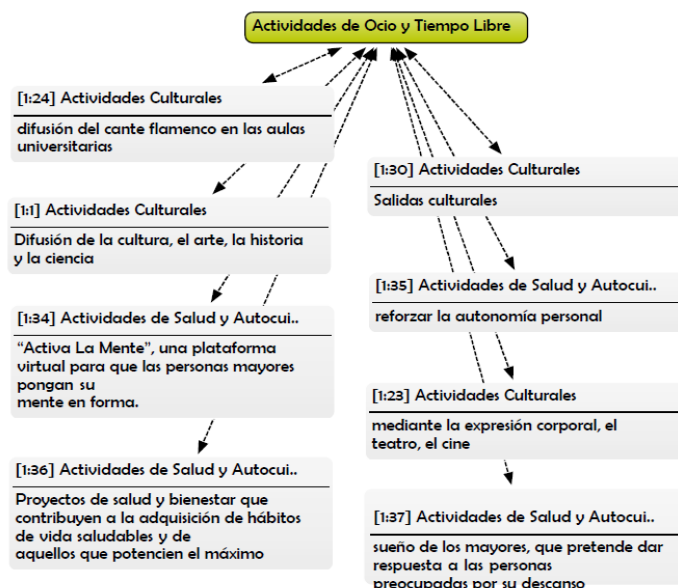 Actividades de Ocio y Tiempo Libre
[1:24] Actividades Culturales
difusión del cante flamenco en las aulas
universitarias
[1:1] Actividades Culturales
Difusión de la cultura, el arte, la historia
y la ciencia
[1:34] Actividades de Salud y Autocui..
“Activa La Mente”, una plataforma
virtual para que las personas mayores
pongan su
mente en forma.
[1:36] Actividades de Salud y Autocui..
Proyectos de salud y bienestar que
contribuyen a la adquisición de hábitos
de vida saludables y de
aquellos que potencien el máximo
[1:30] Actividades Culturales
Salidas culturales
[1:35] Actividades de Salud y Autocui..
reforzar la autonomía personal
[1:23] Actividades Culturales
mediante la expresión corporal, el
teatro, el cine
[1:37] Actividades de Salud y Autocui..
sueño de los mayores, que pretende dar
respuesta a las personas
preocupadas por su descanso